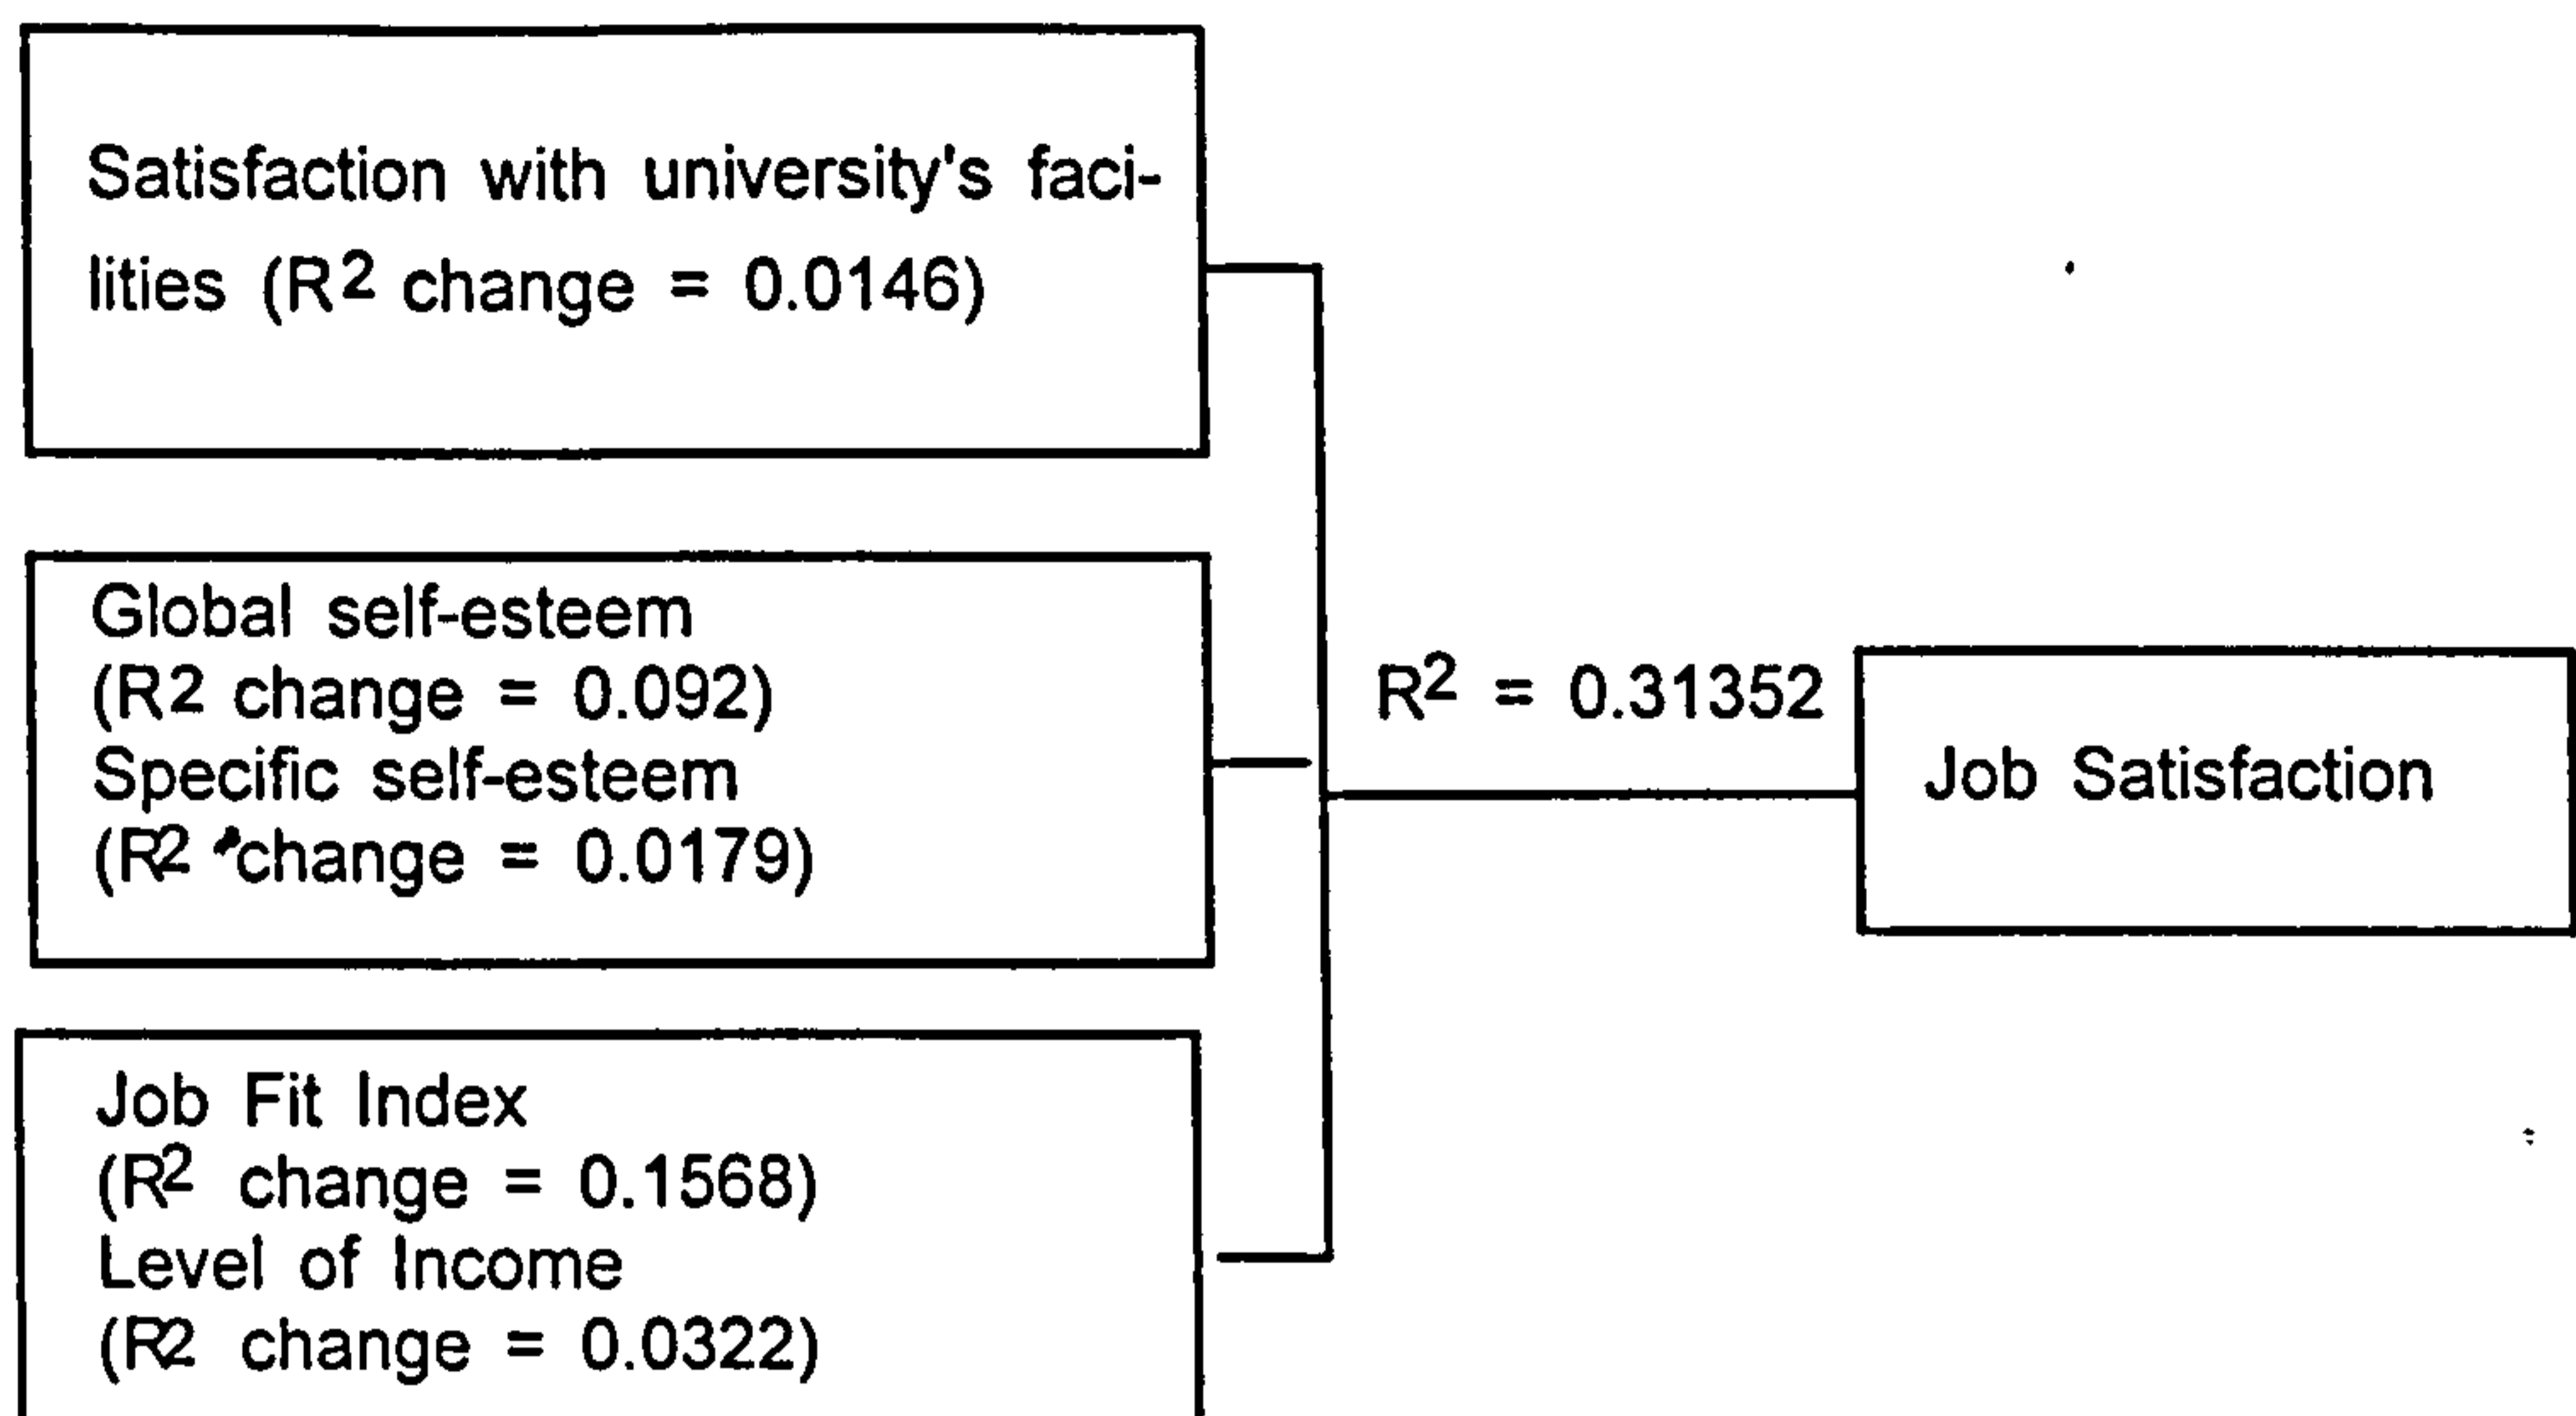 Satisfaction with university's faci-
lities (R² change = 0.0146)
Global self-esteem
(R2 change = 0.092)
Specific self-esteem
(R2 change = 0.0179)
Job Fit Index
(R² change = 0.1568)
Level of Income
(R2 change = 0.0322)
R² = 0.31352
Job Satisfaction